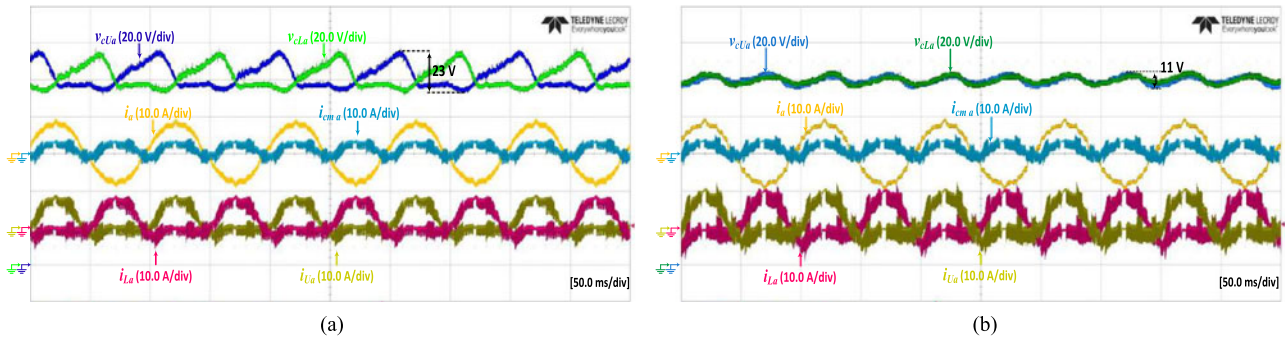 TELEDYNE LECROY
Everywhereyoulook™
v_cUa (20.0 V/div)
v_cLa (20.0 V/div)
23 V
i_a (10.0 A/div)
i_cm a (10.0 A/div)
i_La (10.0 A/div)
i_Ua (10.0 A/div)
[50.0 ms/div]
(a)
TELEDYNE LECROY
Everywhereyoulook™
v_cUa (20.0 V/div)
v_cLa (20.0 V/div)
11 V
i_a (10.0 A/div)
i_cm a (10.0 A/div)
i_La (10.0 A/div)
i_Ua (10.0 A/div)
[50.0 ms/div]
(b)